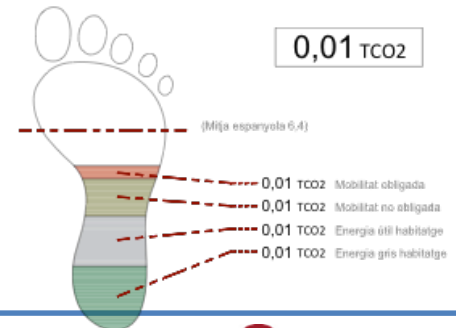 0,01 TCO2
(Mitja espanyola 6,4)
0,01 TCO2 Mobilitat obligada
0,01 TCO2 Mobilitat no obligada
0,01 TCO2 Energia útil habitatge
0,01 TCO2 Energia gris habitatge